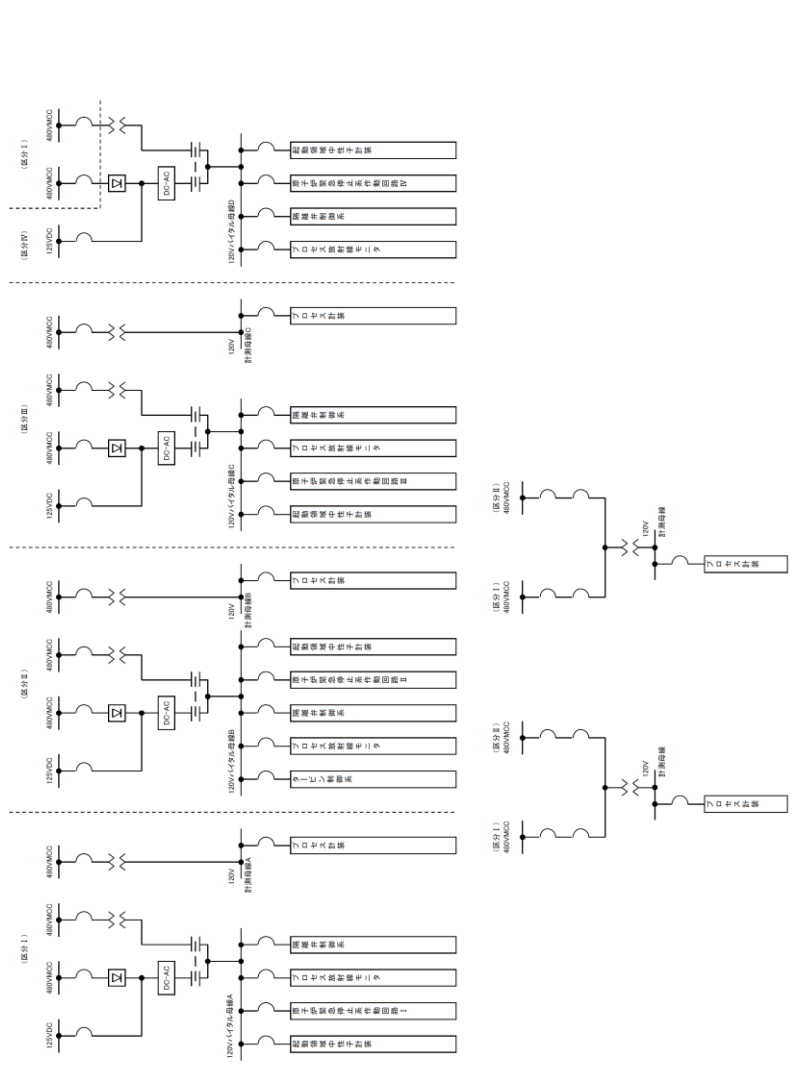 (区分Ⅰ)
125VDC
480VMCC
480VMCC
480VMCC
DC-AC
120Vバイタル母線A
120V
計測母線A
起動領域中性子計装
原子炉緊急停止系作動回路Ⅰ
プロセス放射線モニタ
隔離弁制御系
プロセス計装
(区分Ⅱ)
125VDC
480VMCC
480VMCC
480VMCC
DC-AC
120Vバイタル母線B
120V
計測母線B
タービン制御系
プロセス放射線モニタ
隔離弁制御系
原子炉緊急停止系作動回路Ⅱ
起動領域中性子計装
プロセス計装
(区分Ⅲ)
125VDC
480VMCC
480VMCC
480VMCC
DC-AC
120Vバイタル母線C
120V
計測母線C
起動領域中性子計装
原子炉緊急停止系作動回路Ⅲ
プロセス放射線モニタ
隔離弁制御系
プロセス計装
(区分Ⅳ)
(区分Ⅰ)
125VDC
480VMCC
480VMCC
DC-AC
120Vバイタル母線D
プロセス放射線モニタ
隔離弁制御系
原子炉緊急停止系作動回路Ⅳ
起動領域中性子計装
(区分Ⅰ)
480VMCC
(区分Ⅱ)
480VMCC
120V
計測母線
プロセス計装
(区分Ⅰ)
480VMCC
(区分Ⅱ)
480VMCC
120V
計測母線
プロセス計装